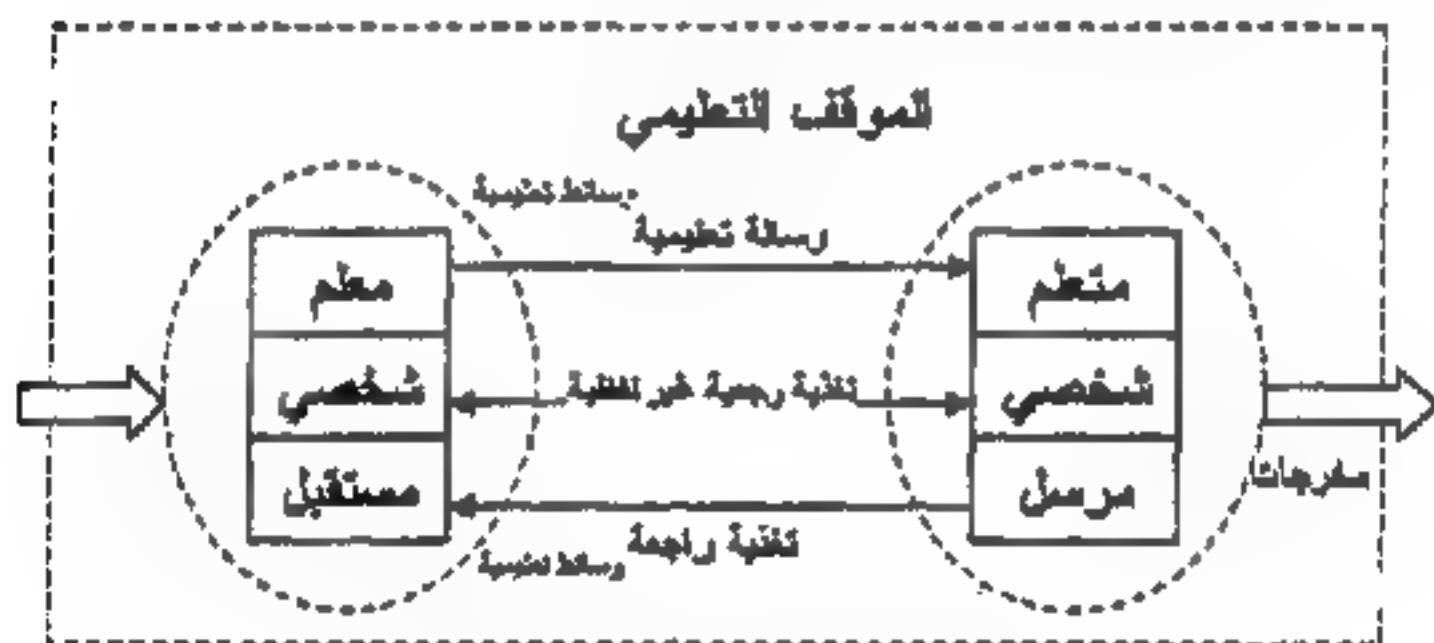 الموقف التعليمي
وسائط تعليمية
رسالة تعليمية
معلم
متعلم
شخصي
تغذية رجعية غير لفظية
شخصي
مستقبل
مرسل
مخرجات
تغذية راجعة
وسائط تعليمية